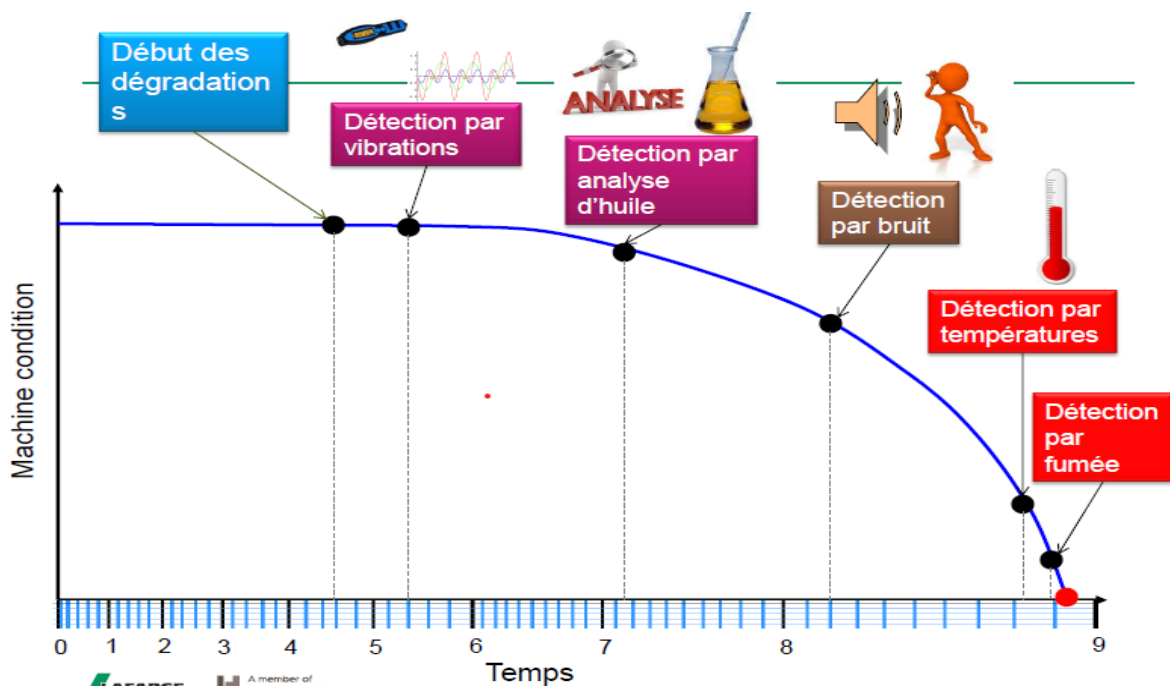 Début des
dégradation
s
Détection par
vibrations
ANALYSE
Détection par
analyse
d’huile
Détection
par bruit
Détection par
températures
Détection
par
fumée
Machine condition
0 1 2 3 4 5 6 7 8 9
Temps
LAFARGE
A member of